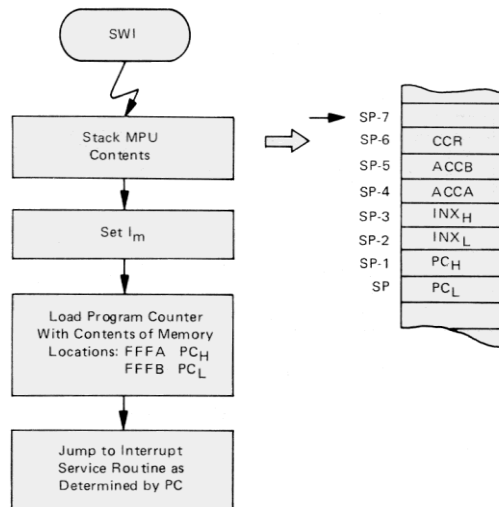 SWI
Stack MPU
Contents
Set Im
Load Program Counter
With Contents of Memory
Locations: FFFA PCH
FFFB PCL
Jump to Interrupt
Service Routine as
Determined by PC
SP-7
SP-6 CCR
SP-5 ACCB
SP-4 ACCA
SP-3 INXH
SP-2 INXL
SP-1 PCH
SP PCL